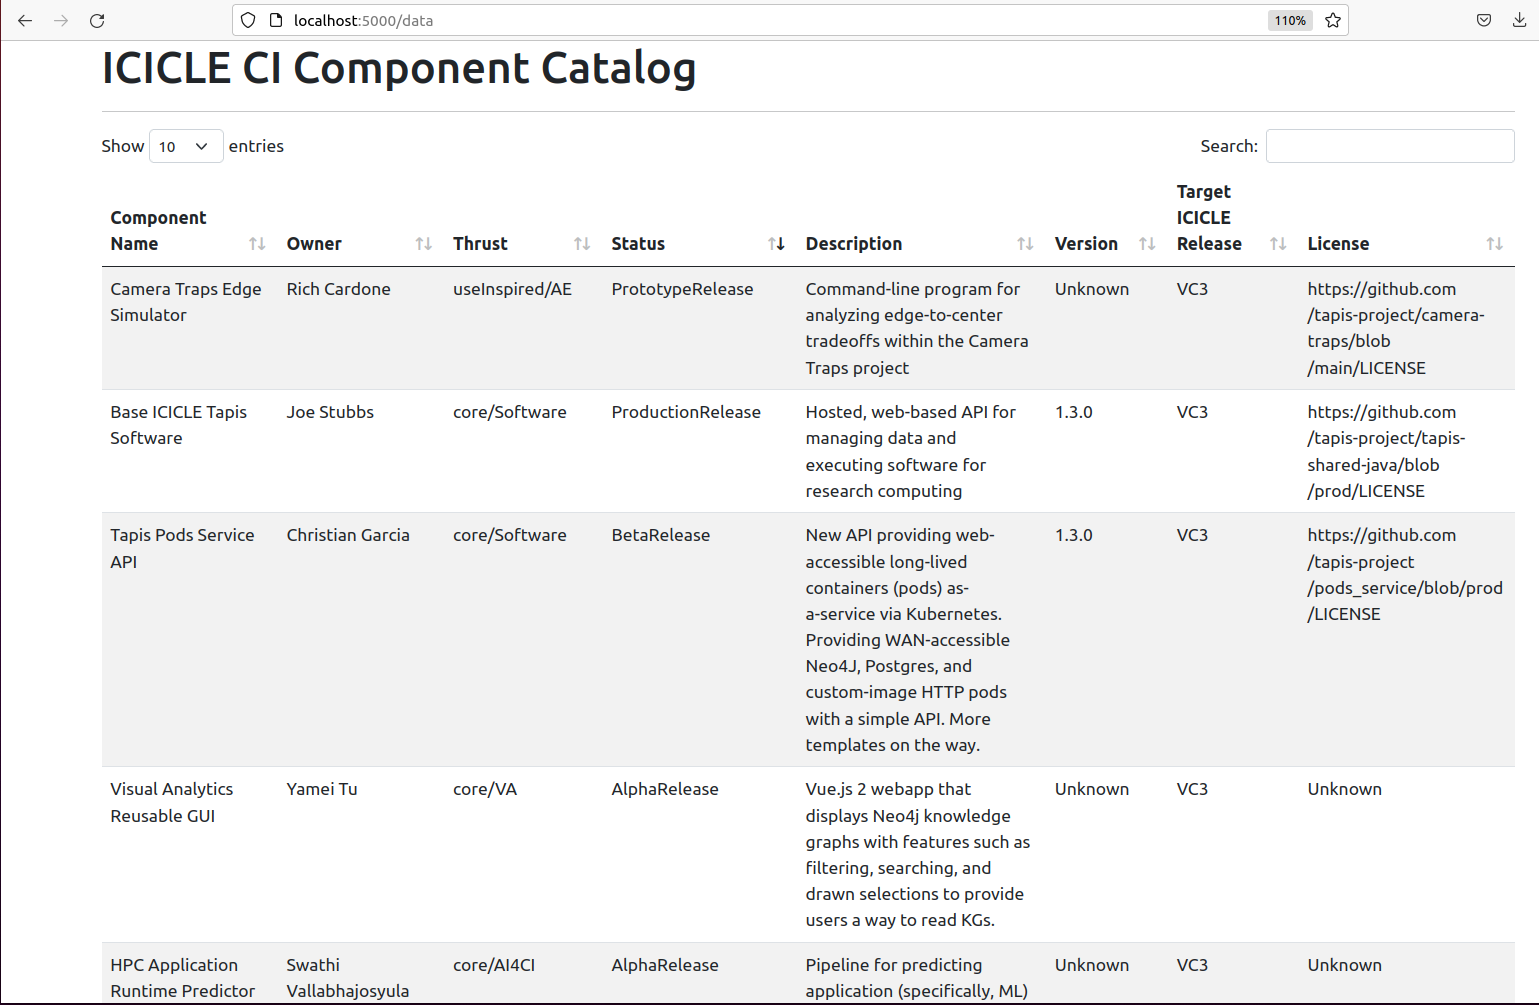 localhost:5000/data
110%
ICICLE CI Component Catalog
Show 10 entries
Search:
Component Name
Owner
Thrust
Status
Description
Version
Target ICICLE Release
License
Camera Traps Edge
Simulator
Rich Cardone
useInspired/AE
PrototypeRelease
Command-line program for
analyzing edge-to-center
tradeoffs within the Camera
Traps project
Unknown
VC3
https://github.com
/tapis-project/camera-
traps/blob
/main/LICENSE
Base ICICLE Tapis
Software
Joe Stubbs
core/Software
ProductionRelease
Hosted, web-based API for
managing data and
executing software for
research computing
1.3.0
VC3
https://github.com
/tapis-project/tapis-
shared-java/blob
/prod/LICENSE
Tapis Pods Service
API
Christian Garcia
core/Software
BetaRelease
New API providing web-
accessible long-lived
containers (pods) as-
a-service via Kubernetes.
Providing WAN-accessible
Neo4J, Postgres, and
custom-image HTTP pods
with a simple API. More
templates on the way.
1.3.0
VC3
https://github.com
/tapis-project
/pods_service/blob/prod
/LICENSE
Visual Analytics
Reusable GUI
Yamei Tu
core/VA
AlphaRelease
Vue.js 2 webapp that
displays Neo4j knowledge
graphs with features such as
filtering, searching, and
drawn selections to provide
users a way to read KGs.
Unknown
VC3
Unknown
HPC Application
Runtime Predictor
Swathi
Vallabhajosyula
core/AI4CI
AlphaRelease
Pipeline for predicting
application (specifically, ML)
Unknown
VC3
Unknown